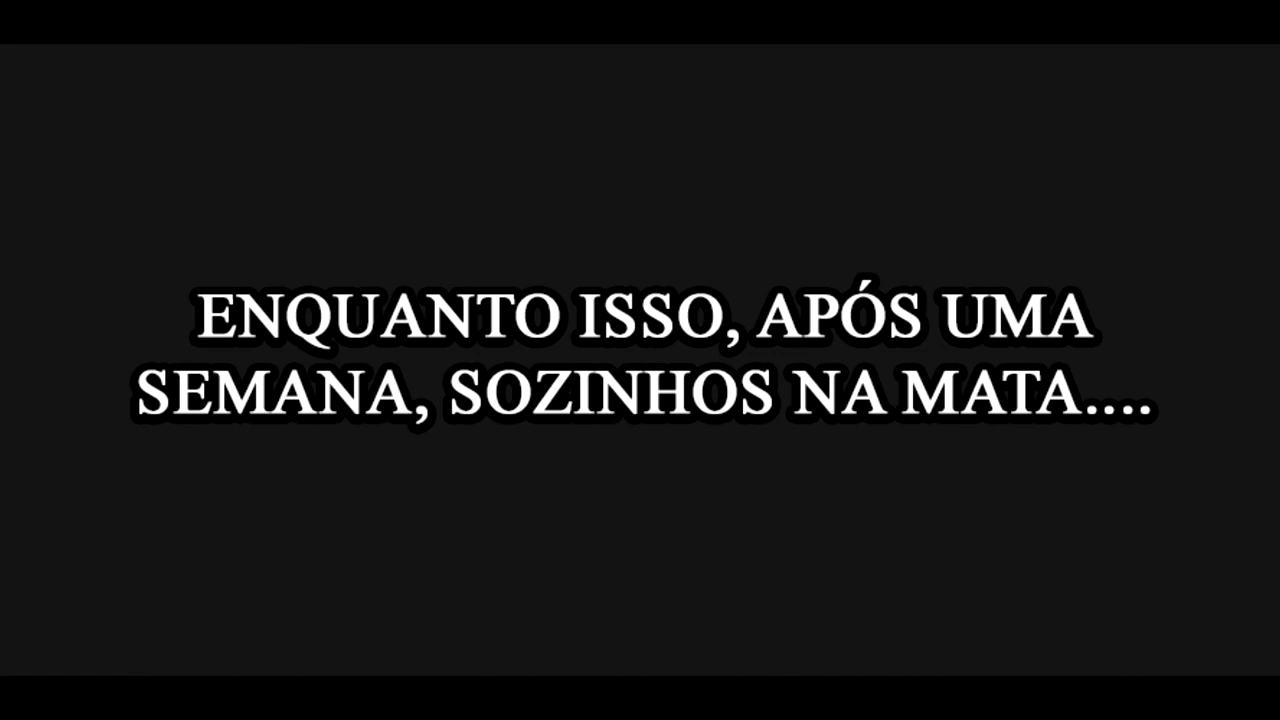 ENQUANTO ISSO, APÓS UMA
SEMANA, SOZINHOS NA MATA....